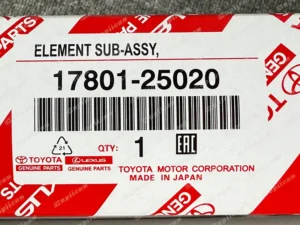 ELEMENT SUB-ASSY,
17801-25020
21
QTY: 1
EAC
TOYOTA
GENUINE PARTS
LEXUS
GENUINE PARTS
TOYOTA MOTOR CORPORATION
MADE IN JAPAN
PARTS